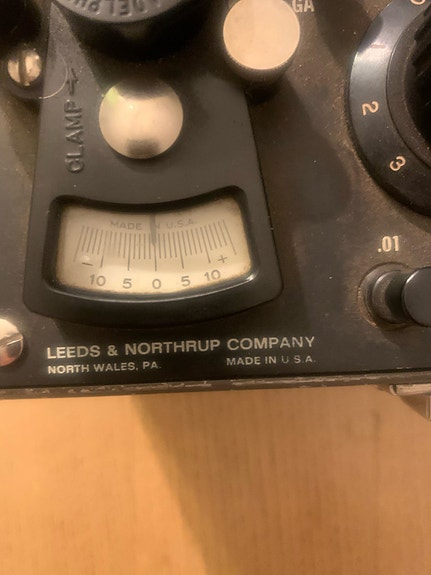 GA
CLAMP
1
2
3
MADE IN U.S.A.
- +
10 5 0 5 10
.01
LEEDS & NORTHRUP COMPANY
NORTH WALES, PA. MADE IN U.S.A.